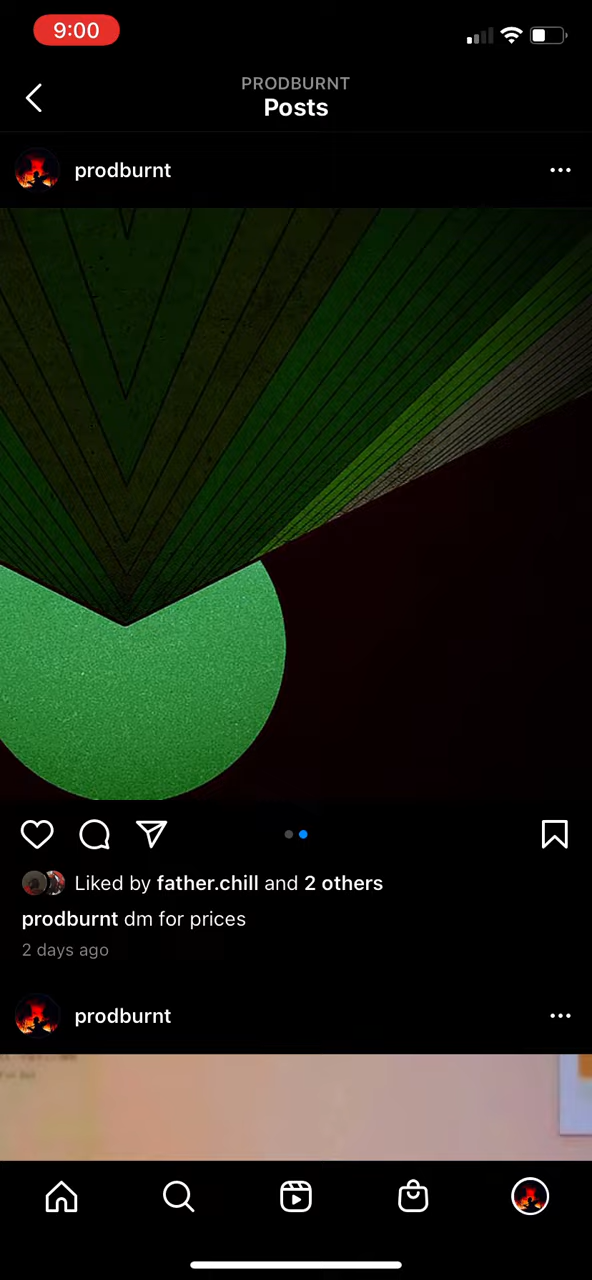 9:00
PRODBURNT
Posts
prodburnt
Liked by father.chill and 2 others
prodburnt dm for prices
2 days ago
prodburnt